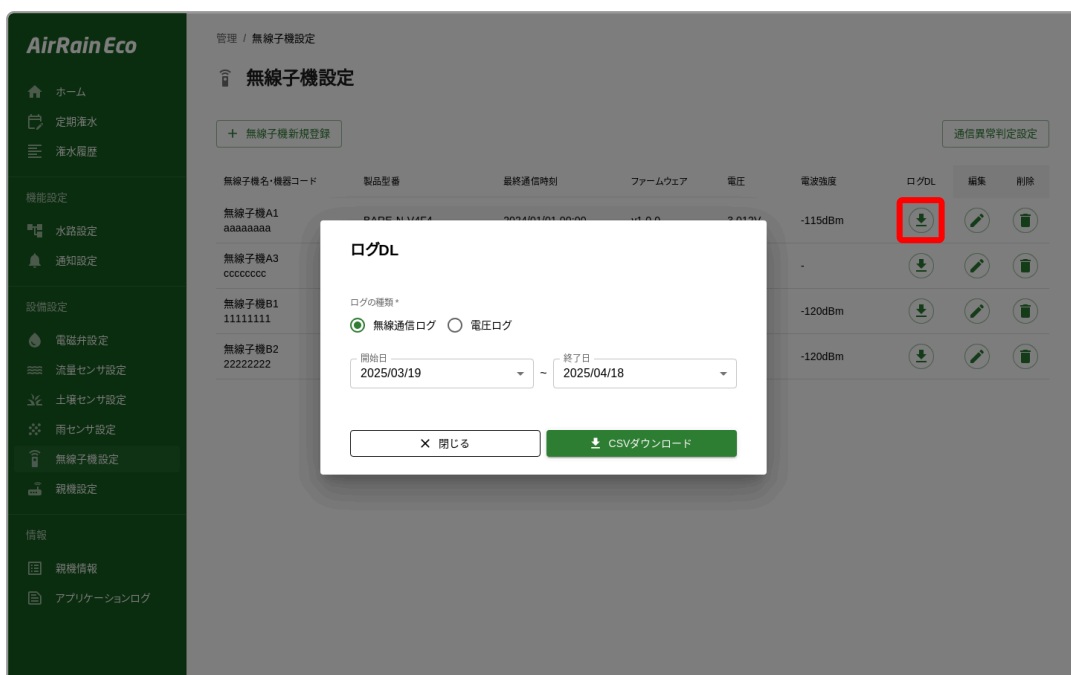 AirRain Eco
ホーム
定期潅水
潅水履歴
機能設定
水路設定
通知設定
設備設定
電磁弁設定
流量センサ設定
土壌センサ設定
雨センサ設定
無線子機設定
親機設定
情報
親機情報
アプリケーションログ
管理 / 無線子機設定
無線子機設定
+ 無線子機新規登録
通信異常判定設定
無線子機名・機器コード 製品型番 最終通信時刻 ファームウェア 電圧 電波強度 ログDL 編集 削除
無線子機A1
aaaaaaaa
-115dBm
無線子機A3
cccccccc
-
無線子機B1
11111111
-120dBm
無線子機B2
22222222
-120dBm
ログDL
ログの種類 *
無線通信ログ 電圧ログ
開始日 終了日
2025/03/19 ~ 2025/04/18
閉じる CSVダウンロード